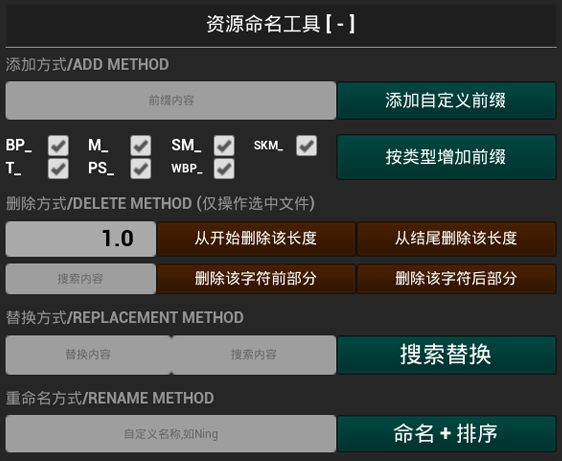 资源命名工具 [ - ]
添加方式/ADD METHOD
前缀内容 添加自定义前缀
BP_ M_ SM_ SKM_
T_ PS_ WBP_ 按类型增加前缀
删除方式/DELETE METHOD (仅操作选中文件)
1.0 从开始删除该长度 从结尾删除该长度
搜索内容 删除该字符前部分 删除该字符后部分
替换方式/REPLACEMENT METHOD
替换内容 搜索内容 搜索替换
重命名方式/RENAME METHOD
自定义名称,如Ning 命名 + 排序